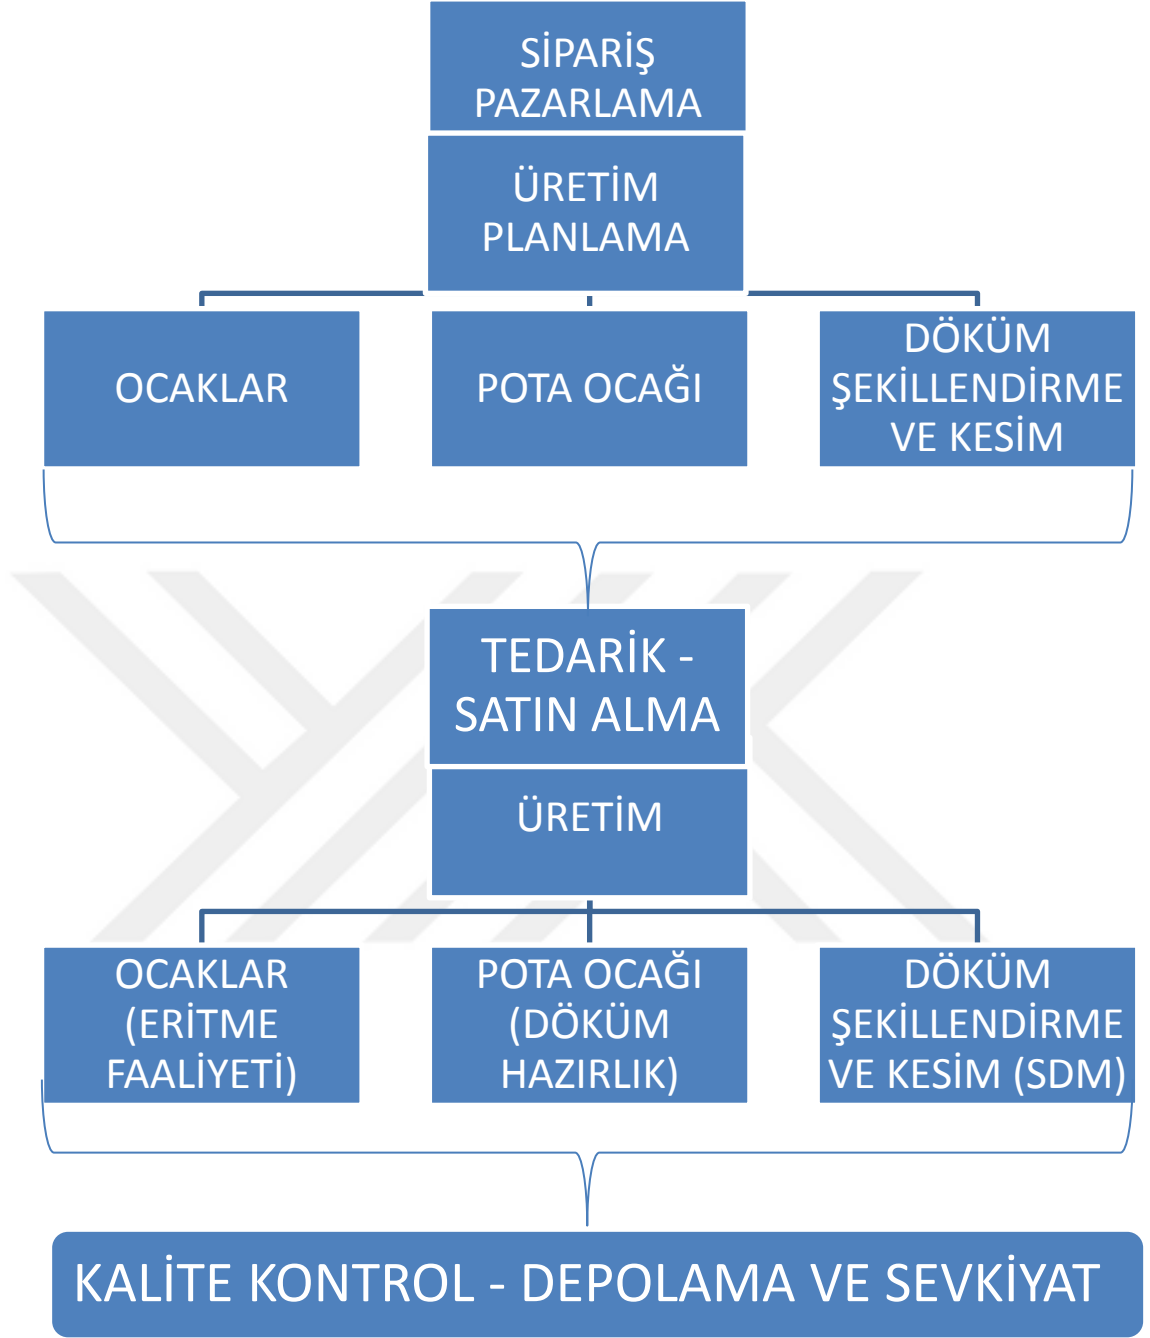 SİPARİŞ
PAZARLAMA
ÜRETİM
PLANLAMA
OCAKLAR
POTA OCAĞI
DÖKÜM
ŞEKİLLENDİRME
VE KESİM
TEDARİK -
SATIN ALMA
ÜRETİM
OCAKLAR
(ERİTME
FAALİYETİ)
POTA OCAĞI
(DÖKÜM
HAZIRLIK)
DÖKÜM
ŞEKİLLENDİRME
VE KESİM (SDM)
KALİTE KONTROL - DEPOLAMA VE SEVKİYAT